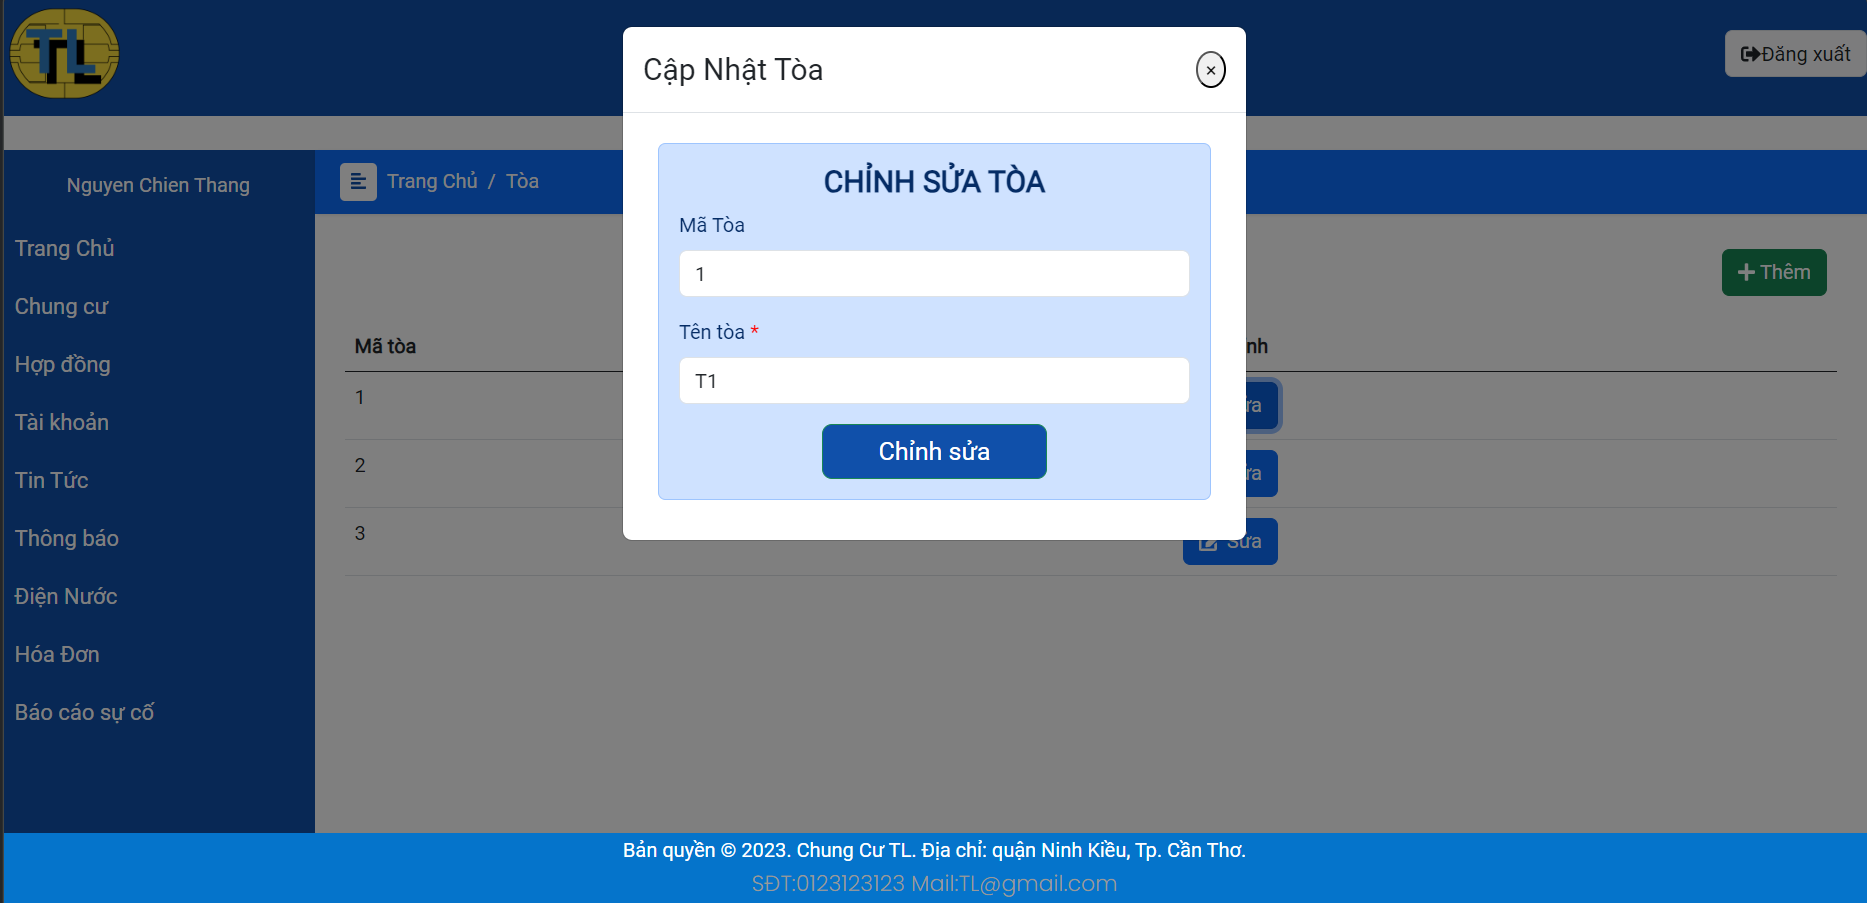 TL
Đăng xuất
Cập Nhật Tòa
×
Nguyen Chien Thang
Trang Chủ / Tòa
Trang Chủ
Chung cư
Hợp đồng
Tài khoản
Tin Tức
Thông báo
Điện Nước
Hóa Đơn
Báo cáo sự cố
CHỈNH SỬA TÒA
Mã Tòa
1
Tên tòa *
T1
Chỉnh sửa
Thêm
Mã tòa
1
2
3 Sửa
Bản quyền © 2023. Chung Cư TL. Địa chỉ: quận Ninh Kiều, Tp. Cần Thơ.
SĐT:0123123123 Mail:TL@gmail.com